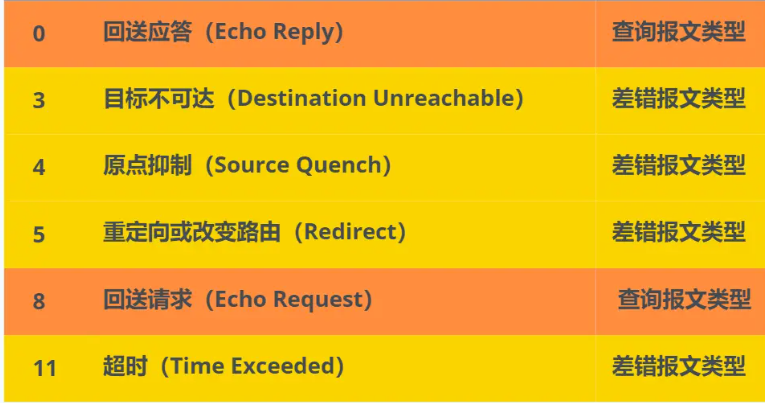 0 回送应答（Echo Reply） 查询报文类型
3 目标不可达（Destination Unreachable） 差错报文类型
4 原点抑制（Source Quench） 差错报文类型
5 重定向或改变路由（Redirect） 差错报文类型
8 回送请求（Echo Request） 查询报文类型
11 超时（Time Exceeded） 差错报文类型